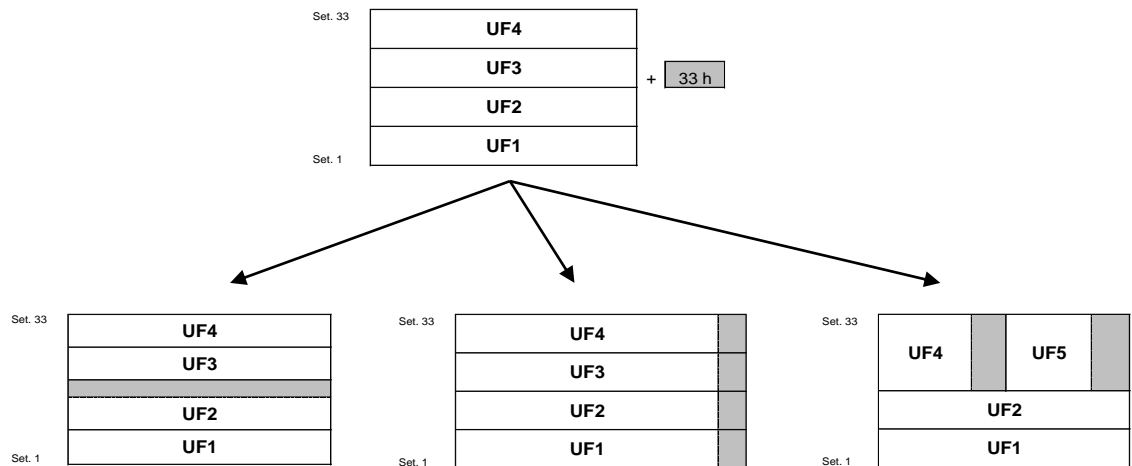 Set. 33
UF4
UF3
+ 33 h
UF2
UF1
Set. 1
Set. 33
UF4
UF3
UF2
UF1
Set. 1
Set. 33
UF4
UF3
UF2
UF1
Set. 1
Set. 33
UF4 UF5
UF2
UF1
Set. 1